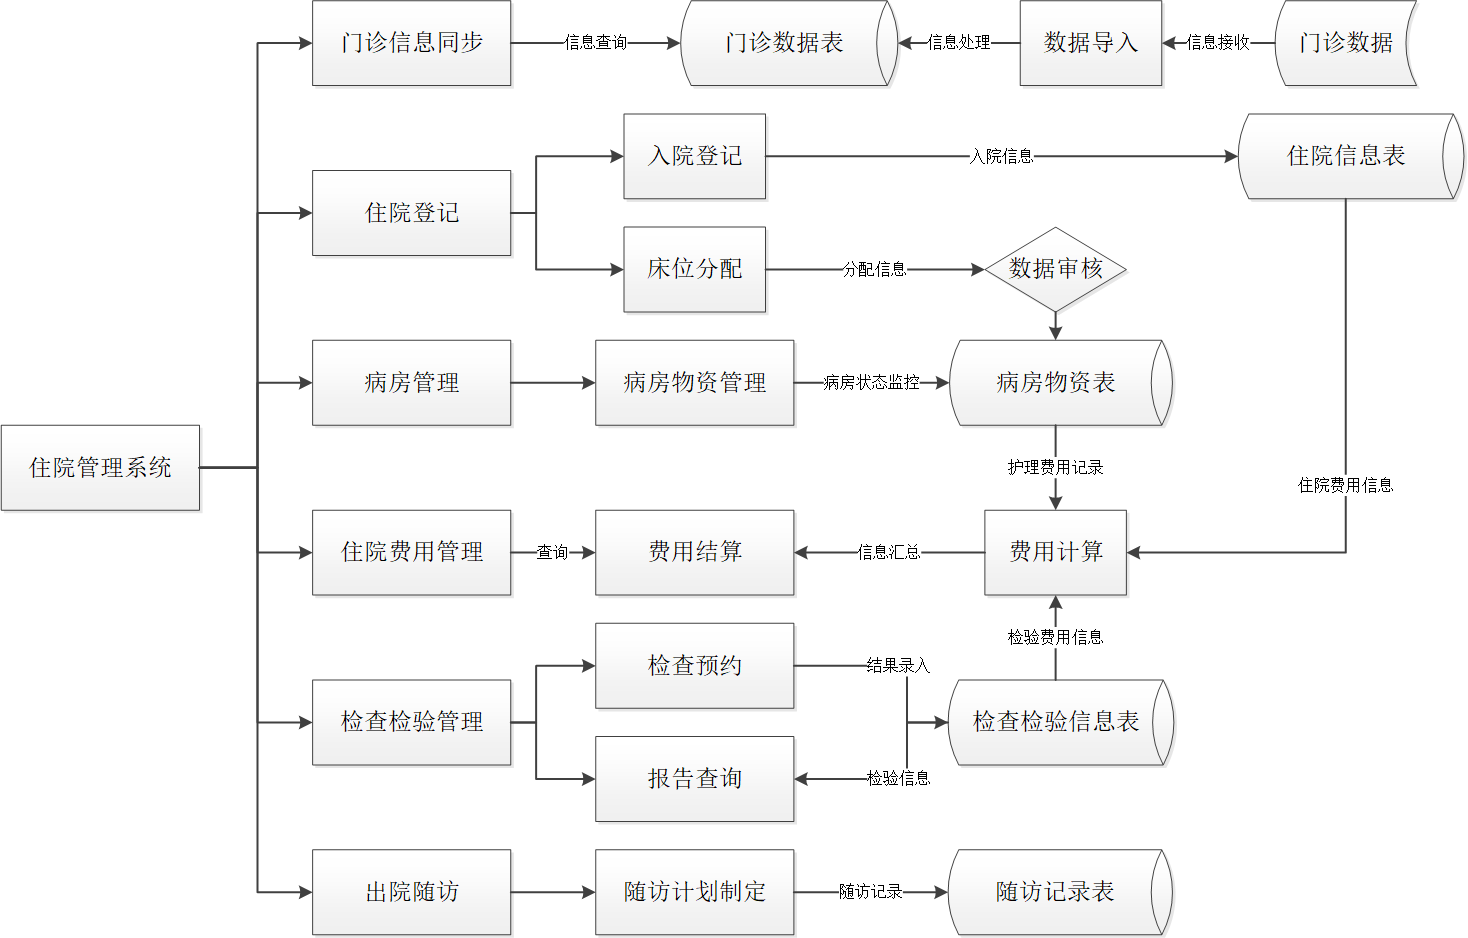 门诊信息同步
信息查询
门诊数据表
信息处理
数据导入
信息接收
门诊数据
入院登记
入院信息
住院信息表
住院登记
床位分配
分配信息
数据审核
病房管理
病房物资管理
病房状态监控
病房物资表
住院管理系统
护理费用记录
住院费用信息
住院费用管理
查询
费用结算
信息汇总
费用计算
检验费用信息
检查预约
结果录入
检查检验管理
检查检验信息表
报告查询
检验信息
出院随访
随访计划制定
随访记录
随访记录表